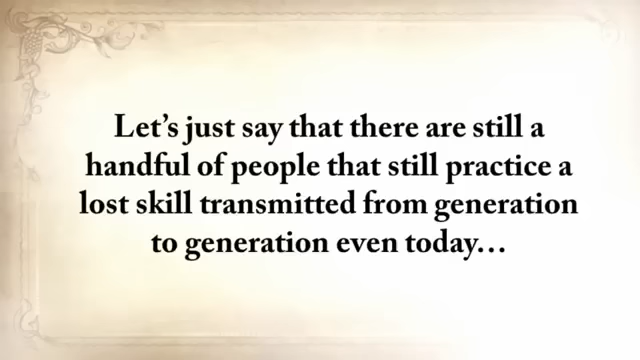 Let’s just say that there are still a
handful of people that still practice a
lost skill transmitted from generation
to generation even today…